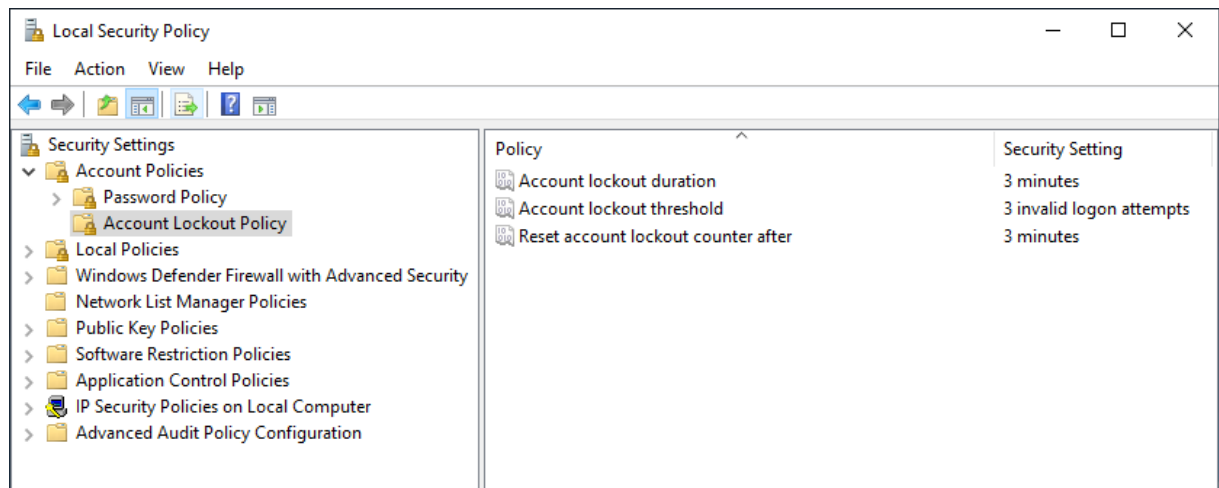 Local Security Policy
File Action View Help
Security Settings
Account Policies
Password Policy
Account Lockout Policy
Local Policies
Windows Defender Firewall with Advanced Security
Network List Manager Policies
Public Key Policies
Software Restriction Policies
Application Control Policies
IP Security Policies on Local Computer
Advanced Audit Policy Configuration
Policy Security Setting
Account lockout duration 3 minutes
Account lockout threshold 3 invalid logon attempts
Reset account lockout counter after 3 minutes